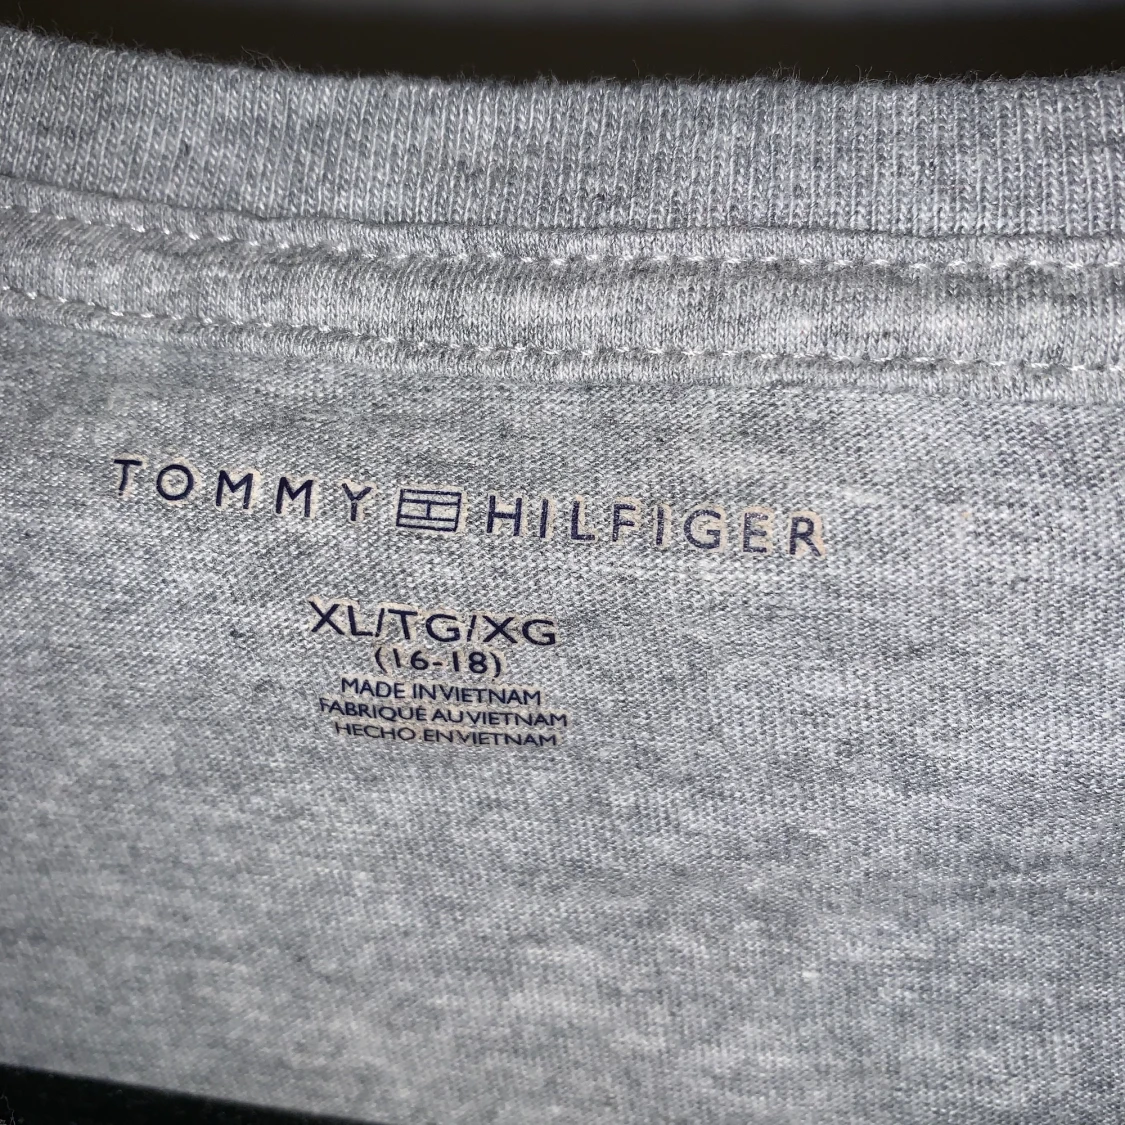 TOMMY HILFIGER
XL/TG/XG
(16-18)
MADE IN VIETNAM
FABRIQUE AU VIETNAM
HECHO EN VIETNAM